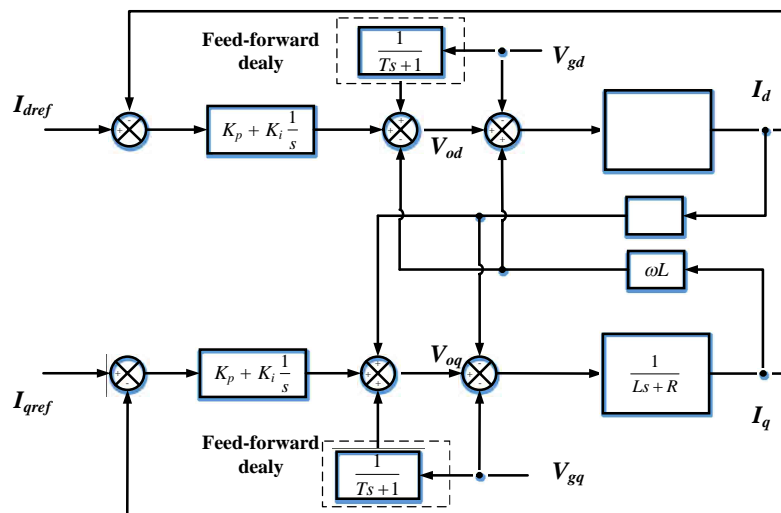 Feed-forward
dealy
1
Ts + 1
V_gd
I_d
I_dref
K_p + K_i 1/s
V_od
ωL
V_oq
I_qref
K_p + K_i 1/s
1
Ls + R
I_q
Feed-forward
dealy
1
Ts + 1
V_gq